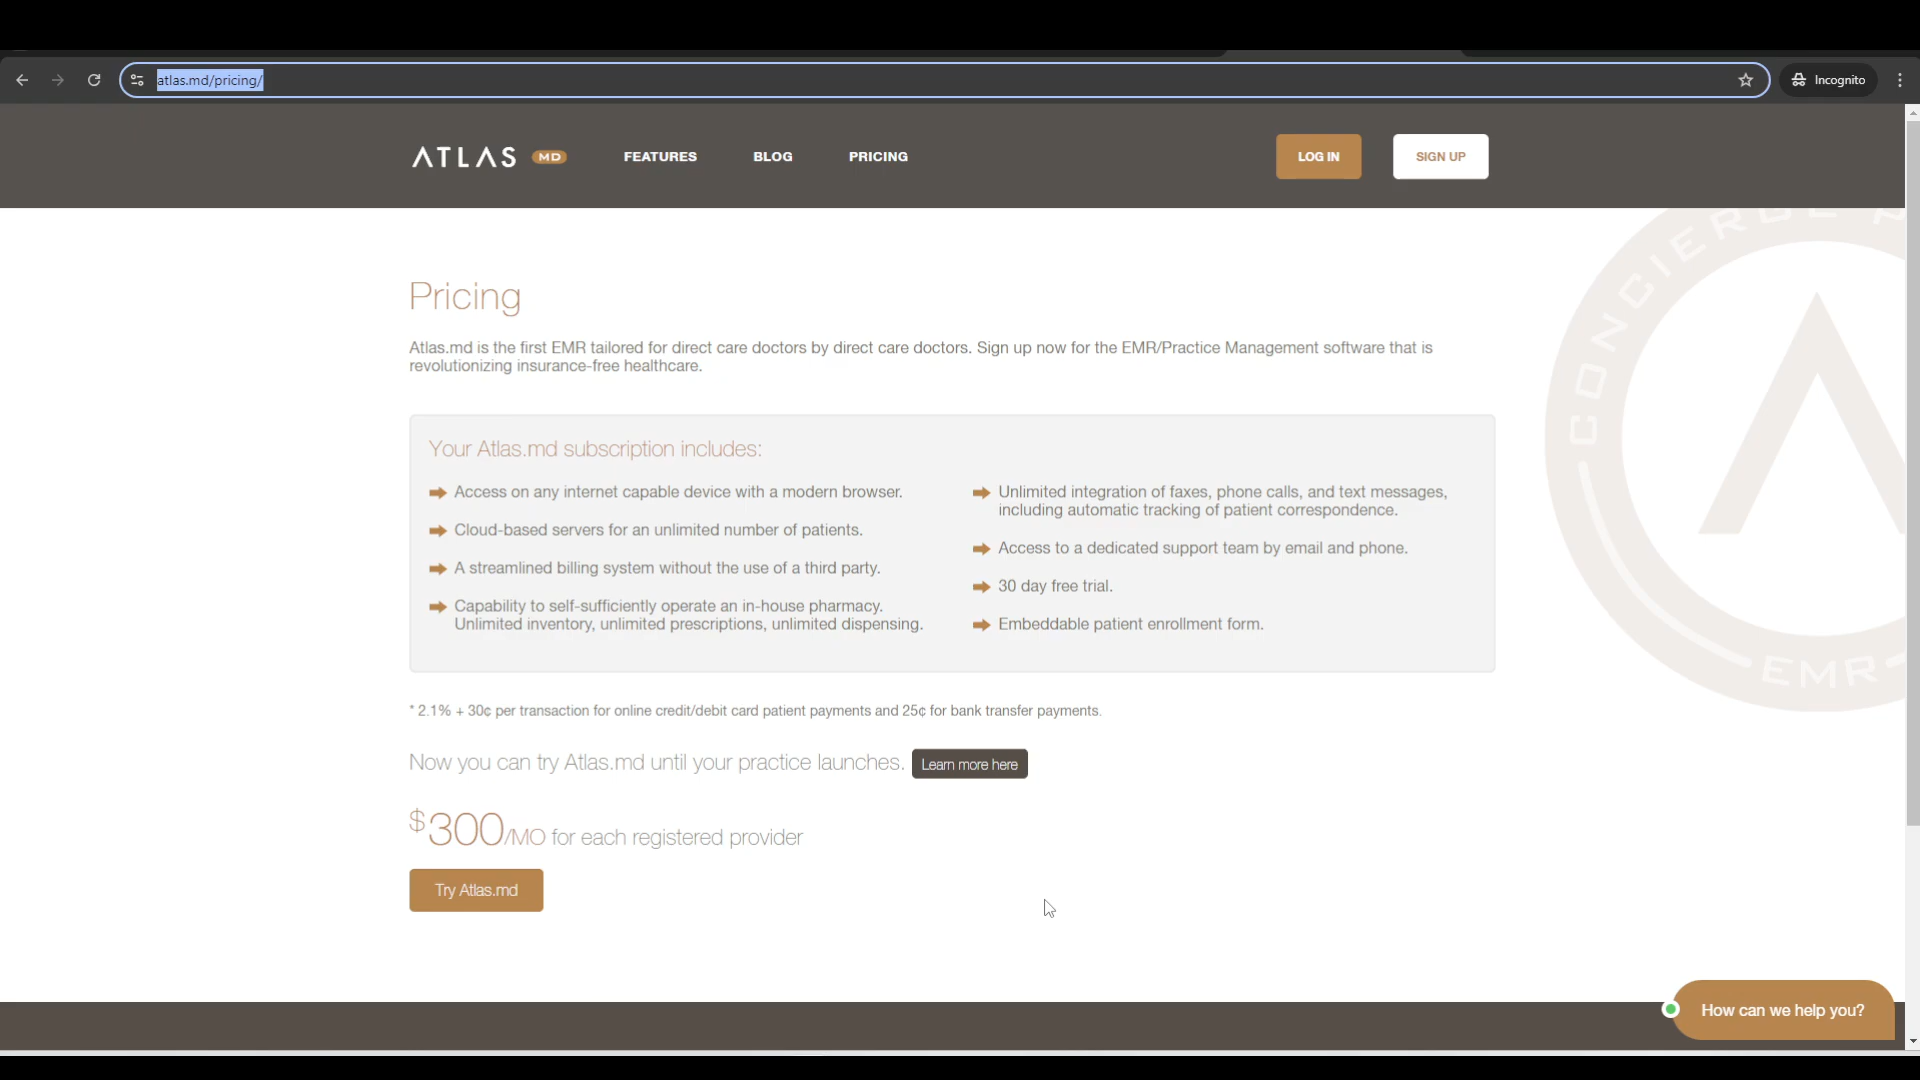 atlas.md/pricing/
Incognito
ATLAS MD
FEATURES
BLOG
PRICING
LOG IN
SIGN UP
Pricing
Atlas.md is the first EMR tailored for direct care doctors by direct care doctors. Sign up now for the EMR/Practice Management software that is
revolutionizing insurance-free healthcare.
Your Atlas.md subscription includes:
Access on any internet capable device with a modern browser.
Cloud-based servers for an unlimited number of patients.
A streamlined billing system without the use of a third party.
Capability to self-sufficiently operate an in-house pharmacy.
Unlimited inventory, unlimited prescriptions, unlimited dispensing.
Unlimited integration of faxes, phone calls, and text messages,
including automatic tracking of patient correspondence.
Access to a dedicated support team by email and phone.
30 day free trial.
Embeddable patient enrollment form.
* 2.1% + 30¢ per transaction for online credit/debit card patient payments and 25¢ for bank transfer payments.
Now you can try Atlas.md until your practice launches. Learn more here
$300/MO for each registered provider
Try Atlas.md
CONCIERGE
EMR
How can we help you?